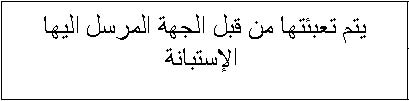 يتم تعبئتها من قبل الجهة المرسل اليها
الإستبانة